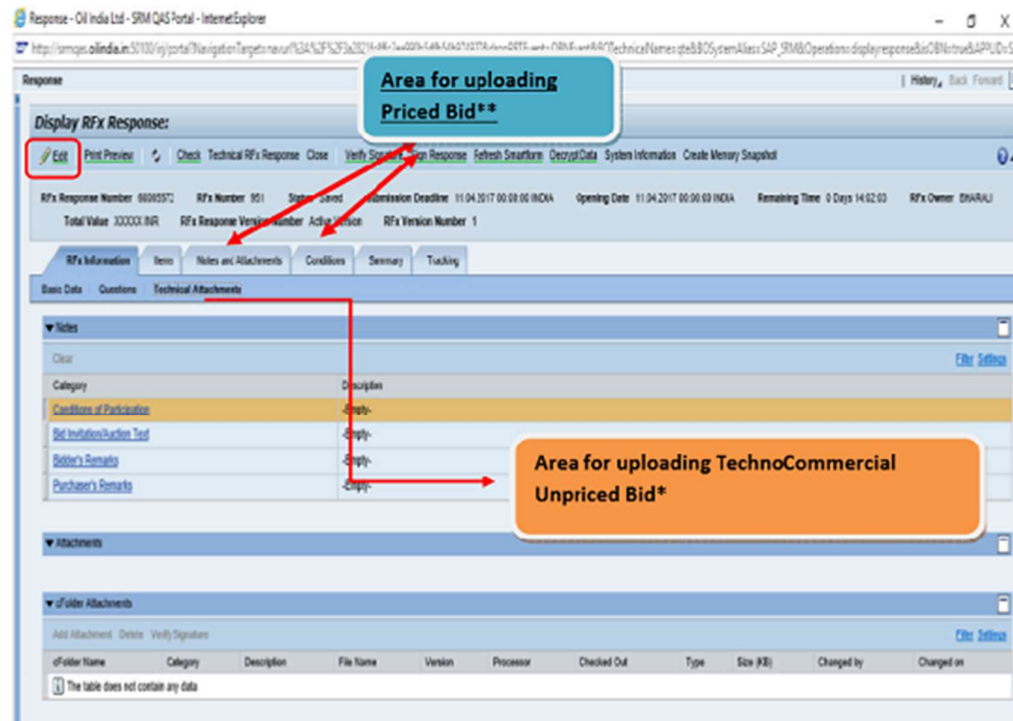 Response - Oil India Ltd - SRM QAS Portal - Internet Explorer
Response | History Back Forward
Area for uploading
Priced Bid**
Display RFx Response:
Edit Print Preview Check Technical RFx Response Close Verify Signature Sign Response Refresh Smartform Decrypt Data System Information Create Memory Snapshot
RFx Response Number RFx Number 951 Status Saved Submission Deadline 11.04.2017 00:00:00 INDIA Opening Date 11.04.2017 00:00:00 INDIA Remaining Time 0 Days 14:02:03 RFx Owner BHARALI
Total Value INR RFx Response Version Number Active Version RFx Version Number 1
RFx Information Items Notes and Attachments Conditions Summary Tracking
Basic Data Questions Technical Attachments
Notes
Clear Filter Settings
Category Description
Conditions of Participation -Empty-
Bid Invitation/Auction Text -Empty-
Bidder's Remarks -Empty-
Purchaser's Remarks -Empty-
Area for uploading TechnoCommercial
Unpriced Bid*
Attachments
cFolder Attachments
Add Attachment Delete Verify Signature Filter Settings
cFolder Name Category Description File Name Version Processor Checked Out Type Size (KB) Changed by Changed on
The table does not contain any data